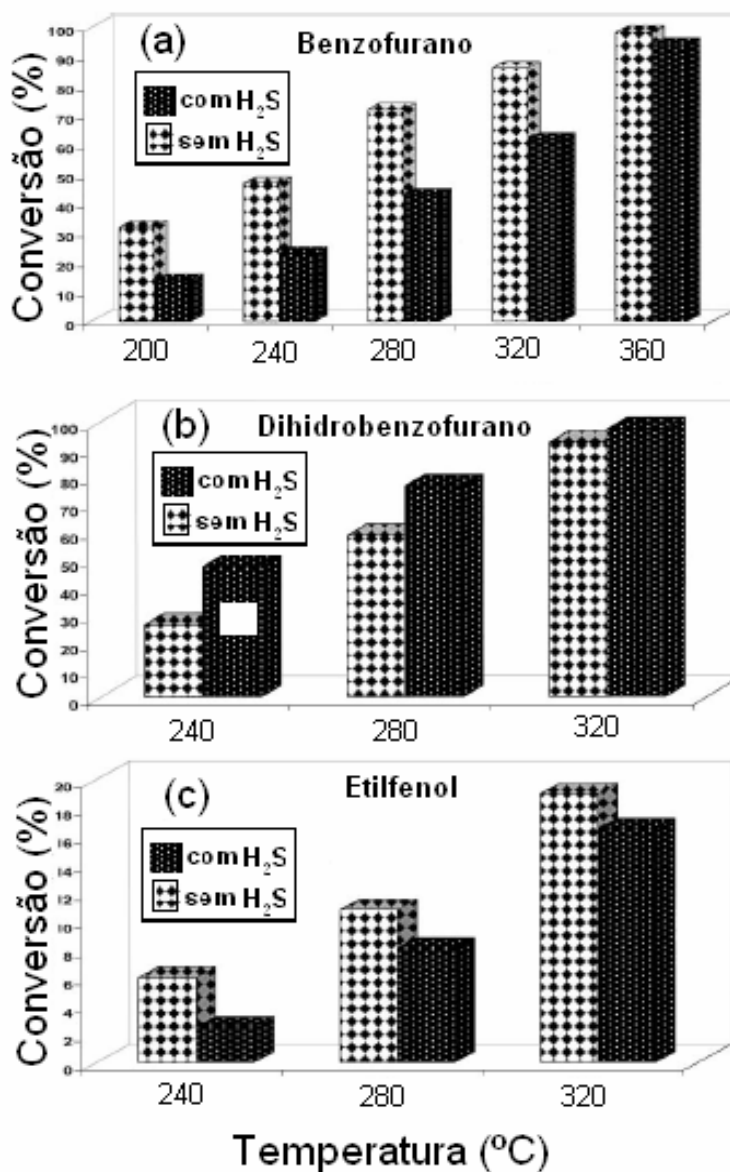 (a) Benzofurano
com H₂S
sem H₂S
Conversão (%)
100
90
80
70
60
50
40
30
20
10
0
200 240 280 320 360
(b) Dihidrobenzofurano
com H₂S
sem H₂S
Conversão (%)
100
90
80
70
60
50
40
30
20
10
0
240 280 320
(c) Etilfenol
com H₂S
sem H₂S
Conversão (%)
20
18
16
14
12
10
8
6
4
2
0
240 280 320
Temperatura (ºC)